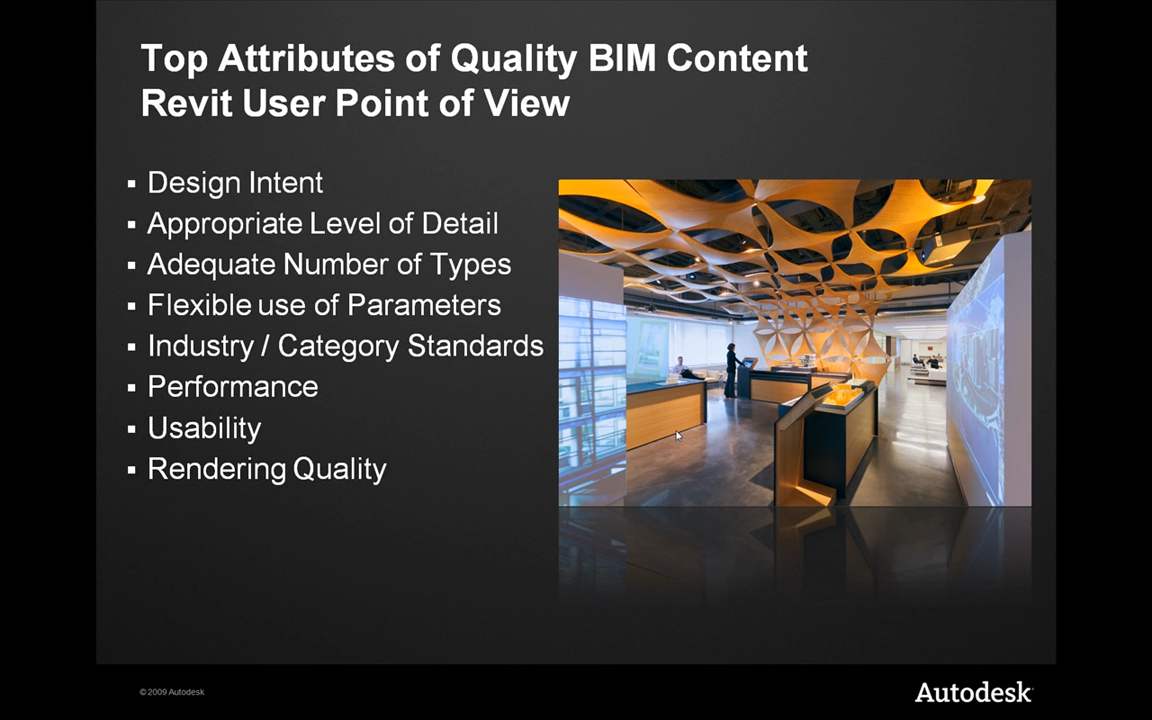 Top Attributes of Quality BIM Content
Revit User Point of View
▪ Design Intent
▪ Appropriate Level of Detail
▪ Adequate Number of Types
▪ Flexible use of Parameters
▪ Industry / Category Standards
▪ Performance
▪ Usability
▪ Rendering Quality
© 2009 Autodesk
Autodesk